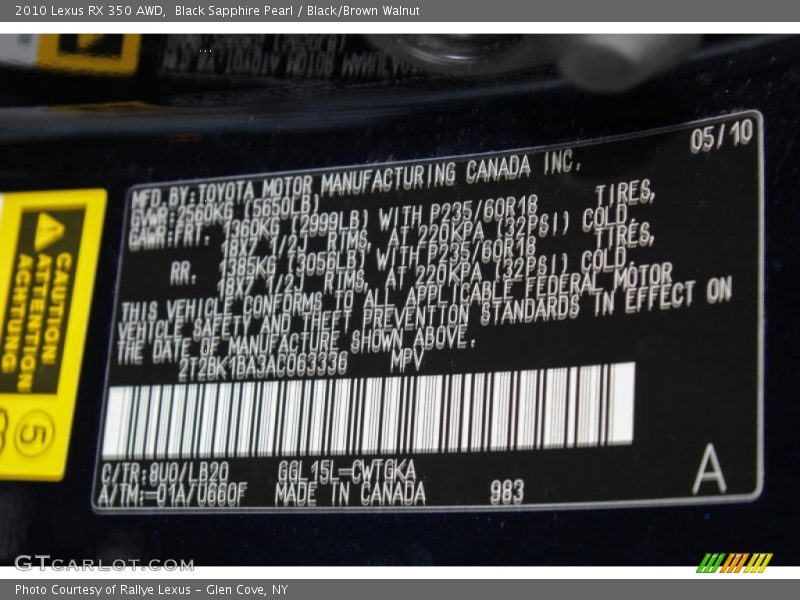 2010 Lexus RX 350 AWD, Black Sapphire Pearl / Black/Brown Walnut
05/10
MFD.BY:TOYOTA MOTOR MANUFACTURING CANADA INC.
GVWR:2560KG (5650LB)
GAWR:FRT. 1360KG (2999LB) WITH P235/60R18 TIRES,
18X7 1/2J RIMS, AT 220KPA (32PSI) COLD.
RR. 1385KG (3056LB) WITH P235/60R18 TIRES,
18X7 1/2J RIMS, AT 220KPA (32PSI) COLD.
THIS VEHICLE CONFORMS TO ALL APPLICABLE FEDERAL MOTOR
VEHICLE SAFETY AND THEFT PREVENTION STANDARDS IN EFFECT ON
THE DATE OF MANUFACTURE SHOWN ABOVE.
2T2BK1BA3AC063336 MPV
C/TR:8U0/LB20 GGL15L-CWTGKA
A/TM:-01A/U660F MADE IN CANADA 983
A
CAUTION
ATTENTION
ACHTUNG
5
GTCARLOT.COM
Photo Courtesy of Rallye Lexus - Glen Cove, NY